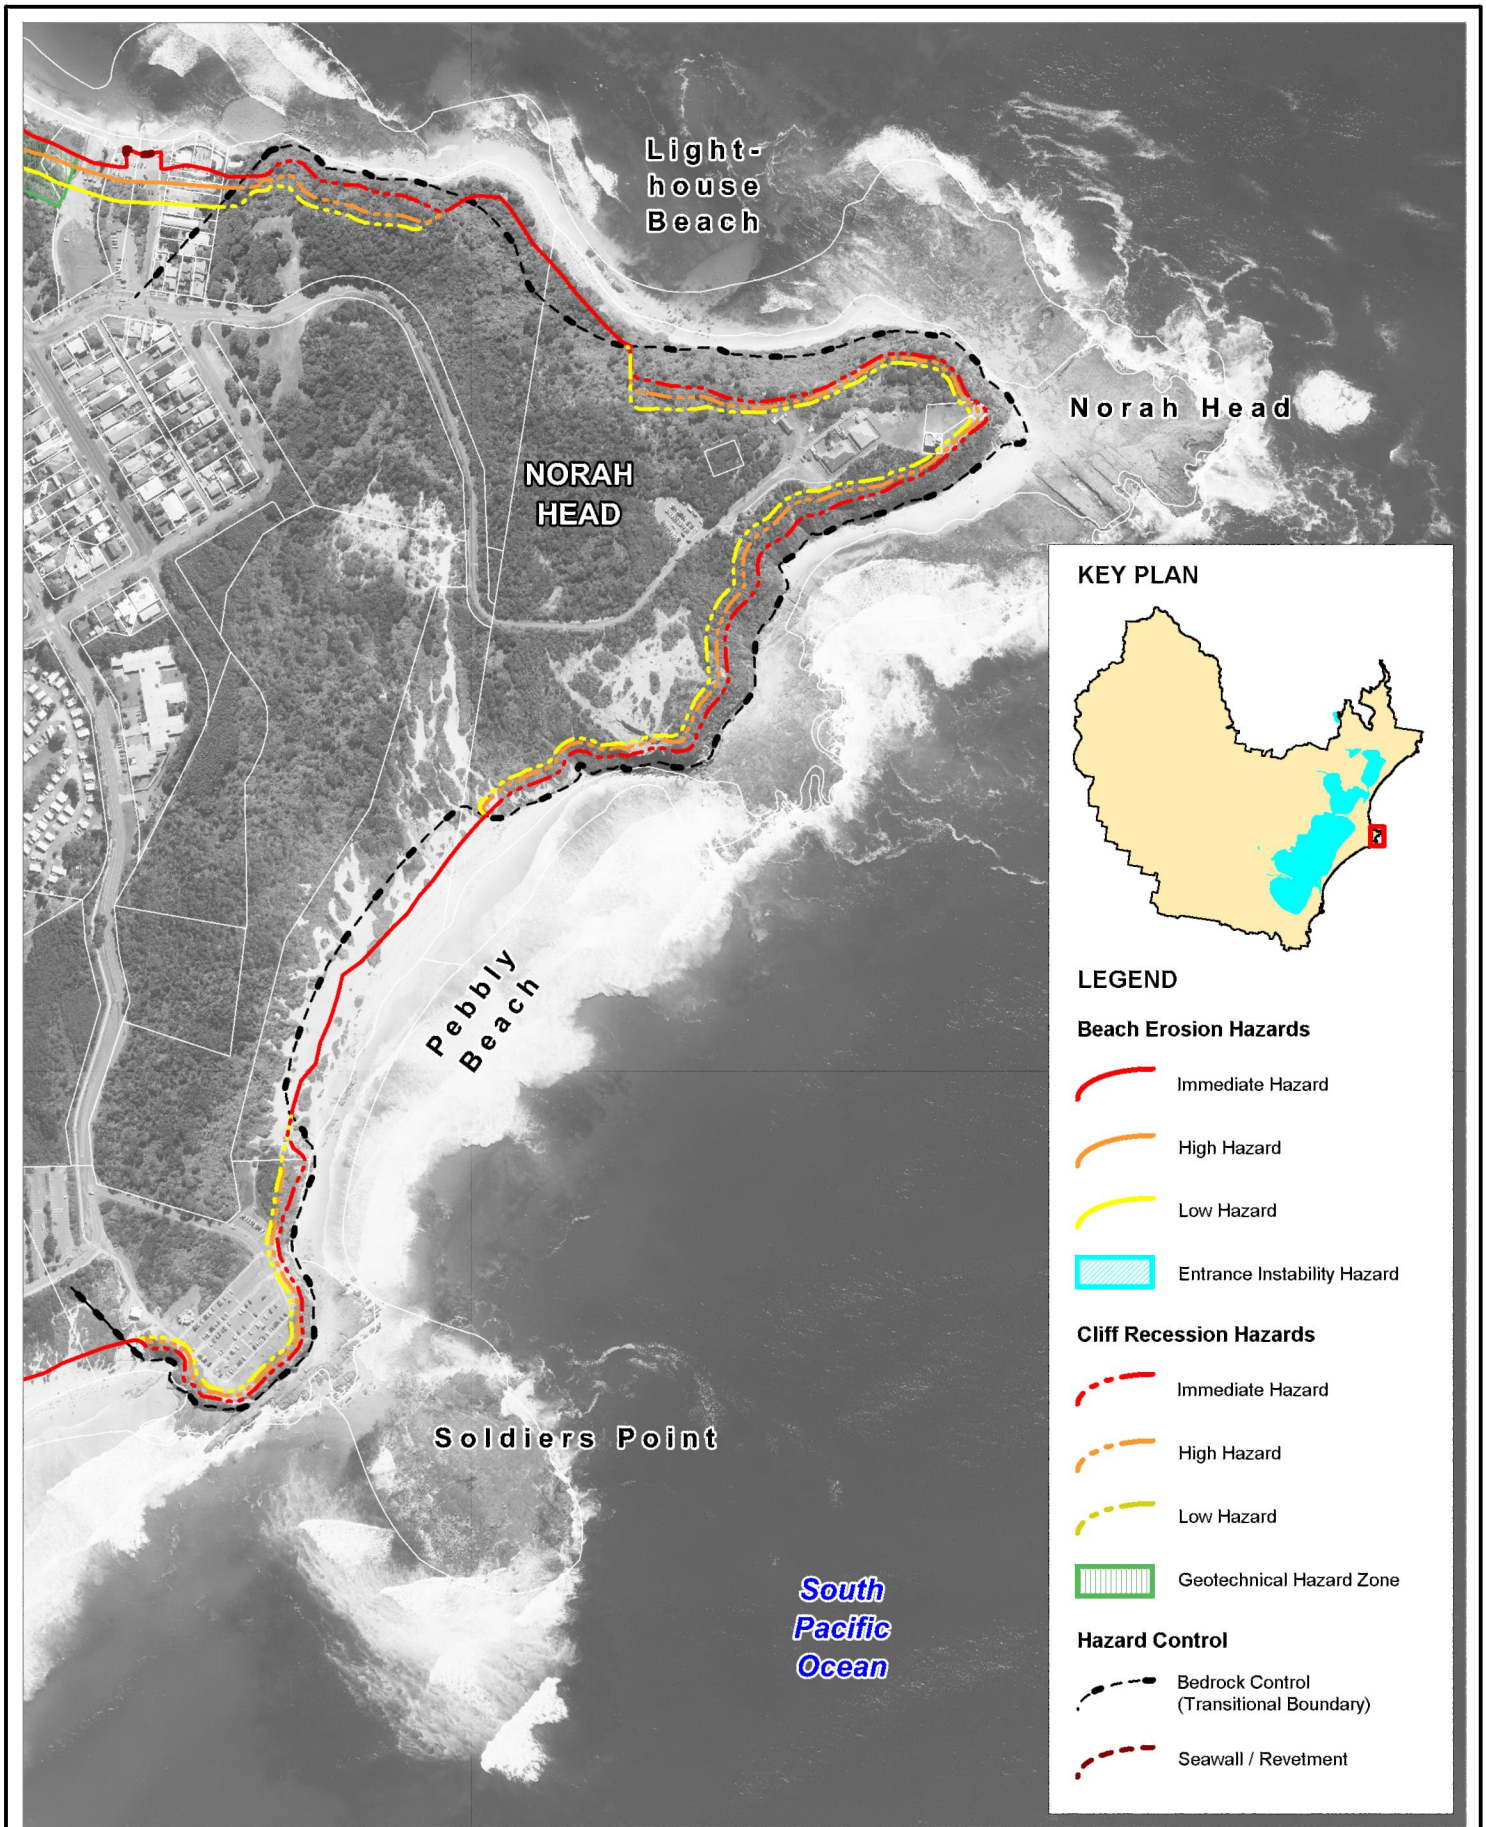 Light-
house
Beach
Norah Head
NORAH
HEAD
Pebbly
Beach
Soldiers Point
South
Pacific
Ocean
KEY PLAN
LEGEND
Beach Erosion Hazards
Immediate Hazard
High Hazard
Low Hazard
Entrance Instability Hazard
Cliff Recession Hazards
Immediate Hazard
High Hazard
Low Hazard
Geotechnical Hazard Zone
Hazard Control
Bedrock Control
(Transitional Boundary)
Seawall / Revetment